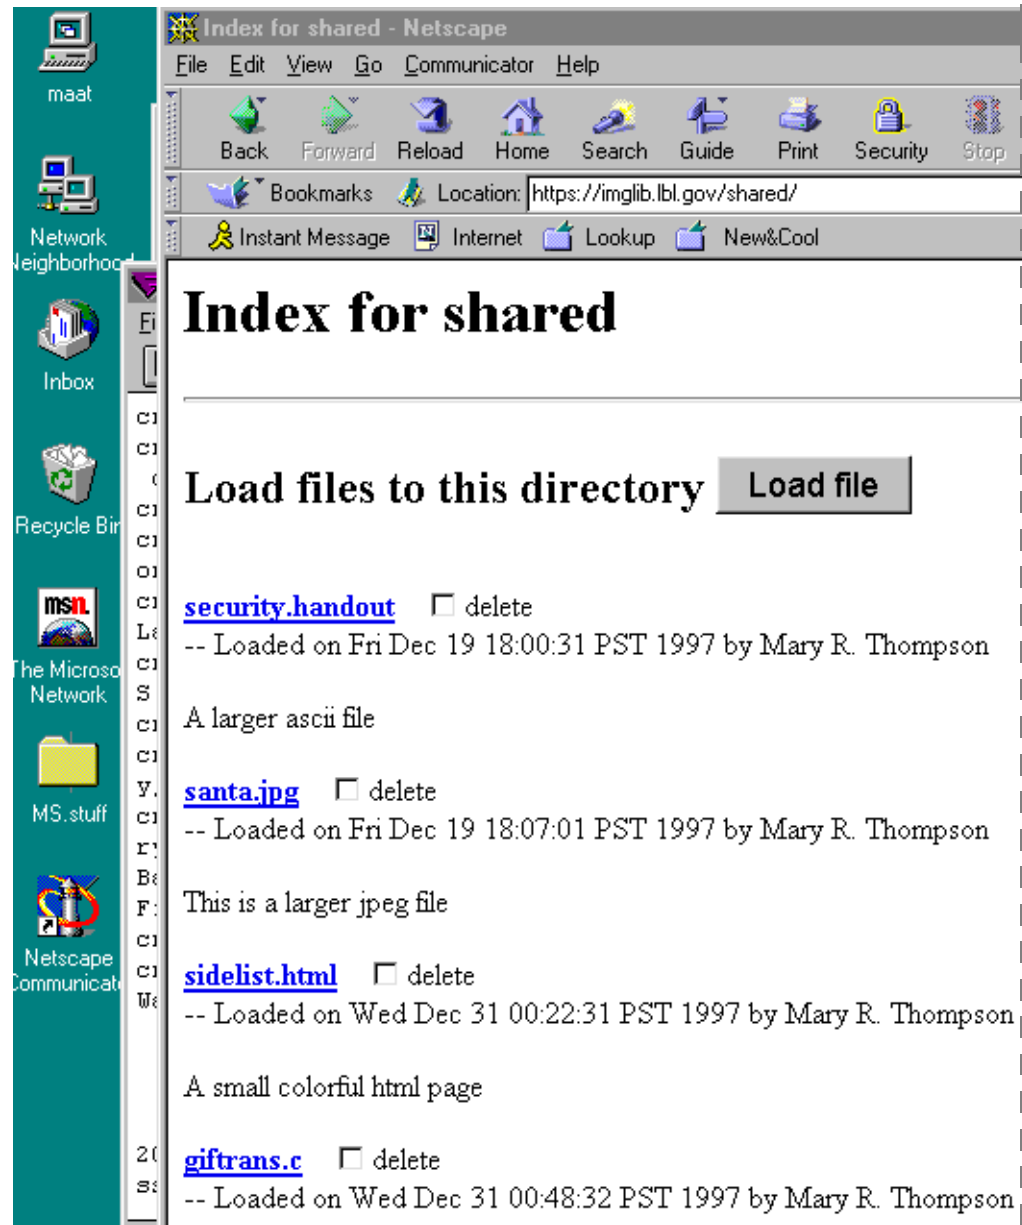 maat
Network
Neighborhood
Inbox
Recycle Bin
msn.
The Microso
Network
MS.stuff
Netscape
Communicat
Index for shared - Netscape
File Edit View Go Communicator Help
Back Forward Reload Home Search Guide Print Security Stop
Bookmarks Location: https://imglib.lbl.gov/shared/
Instant Message Internet Lookup New&Cool
Index for shared
Load files to this directory Load file
security.handout delete
-- Loaded on Fri Dec 19 18:00:31 PST 1997 by Mary R. Thompson
A larger ascii file
santa.jpg delete
-- Loaded on Fri Dec 19 18:07:01 PST 1997 by Mary R. Thompson
This is a larger jpeg file
sidelist.html delete
-- Loaded on Wed Dec 31 00:22:31 PST 1997 by Mary R. Thompson
A small colorful html page
giftrans.c delete
-- Loaded on Wed Dec 31 00:48:32 PST 1997 by Mary R. Thompson